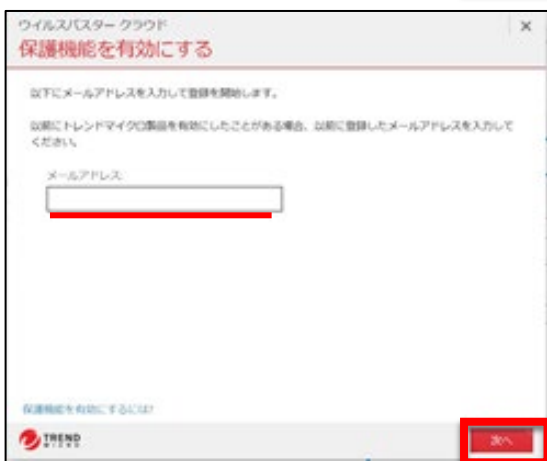 ウイルスバスター クラウド
保護機能を有効にする
以下にメールアドレスを入力して登録を開始します。
以前にトレンドマイクロ製品を有効にしたことがある場合、以前に登録したメールアドレスを入力して
ください。
メールアドレス:
保護機能を有効にするには?
TREND
MICRO
次へ